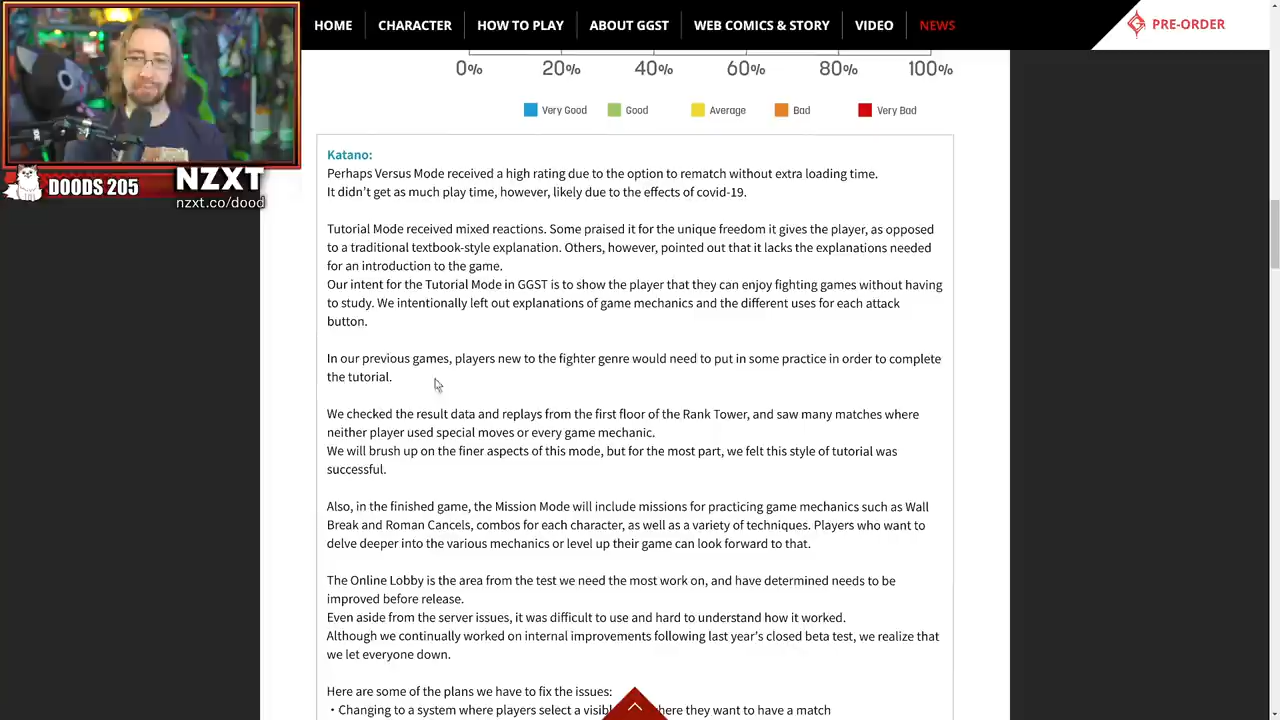 HOME
CHARACTER
HOW TO PLAY
ABOUT GGST
WEB COMICS & STORY
VIDEO
NEWS
PRE-ORDER
0%
20%
40%
60%
80%
100%
Very Good
Good
Average
Bad
Very Bad
DOODS 205
NZXT
nzxt.co/dood
Katano:
Perhaps Versus Mode received a high rating due to the option to rematch without extra loading time.
It didn't get as much play time, however, likely due to the effects of covid-19.
Tutorial Mode received mixed reactions. Some praised it for the unique freedom it gives the player, as opposed
to a traditional textbook-style explanation. Others, however, pointed out that it lacks the explanations needed
for an introduction to the game.
Our intent for the Tutorial Mode in GGST is to show the player that they can enjoy fighting games without having
to study. We intentionally left out explanations of game mechanics and the different uses for each attack
button.
In our previous games, players new to the fighter genre would need to put in some practice in order to complete
the tutorial.
We checked the result data and replays from the first floor of the Rank Tower, and saw many matches where
neither player used special moves or every game mechanic.
We will brush up on the finer aspects of this mode, but for the most part, we felt this style of tutorial was
successful.
Also, in the finished game, the Mission Mode will include missions for practicing game mechanics such as Wall
Break and Roman Cancels, combos for each character, as well as a variety of techniques. Players who want to
delve deeper into the various mechanics or level up their game can look forward to that.
The Online Lobby is the area from the test we need the most work on, and have determined needs to be
improved before release.
Even aside from the server issues, it was difficult to use and hard to understand how it worked.
Although we continually worked on internal improvements following last year's closed beta test, we realize that
we let everyone down.
Here are some of the plans we have to fix the issues:
・Changing to a system where players select a visibl here they want to have a match